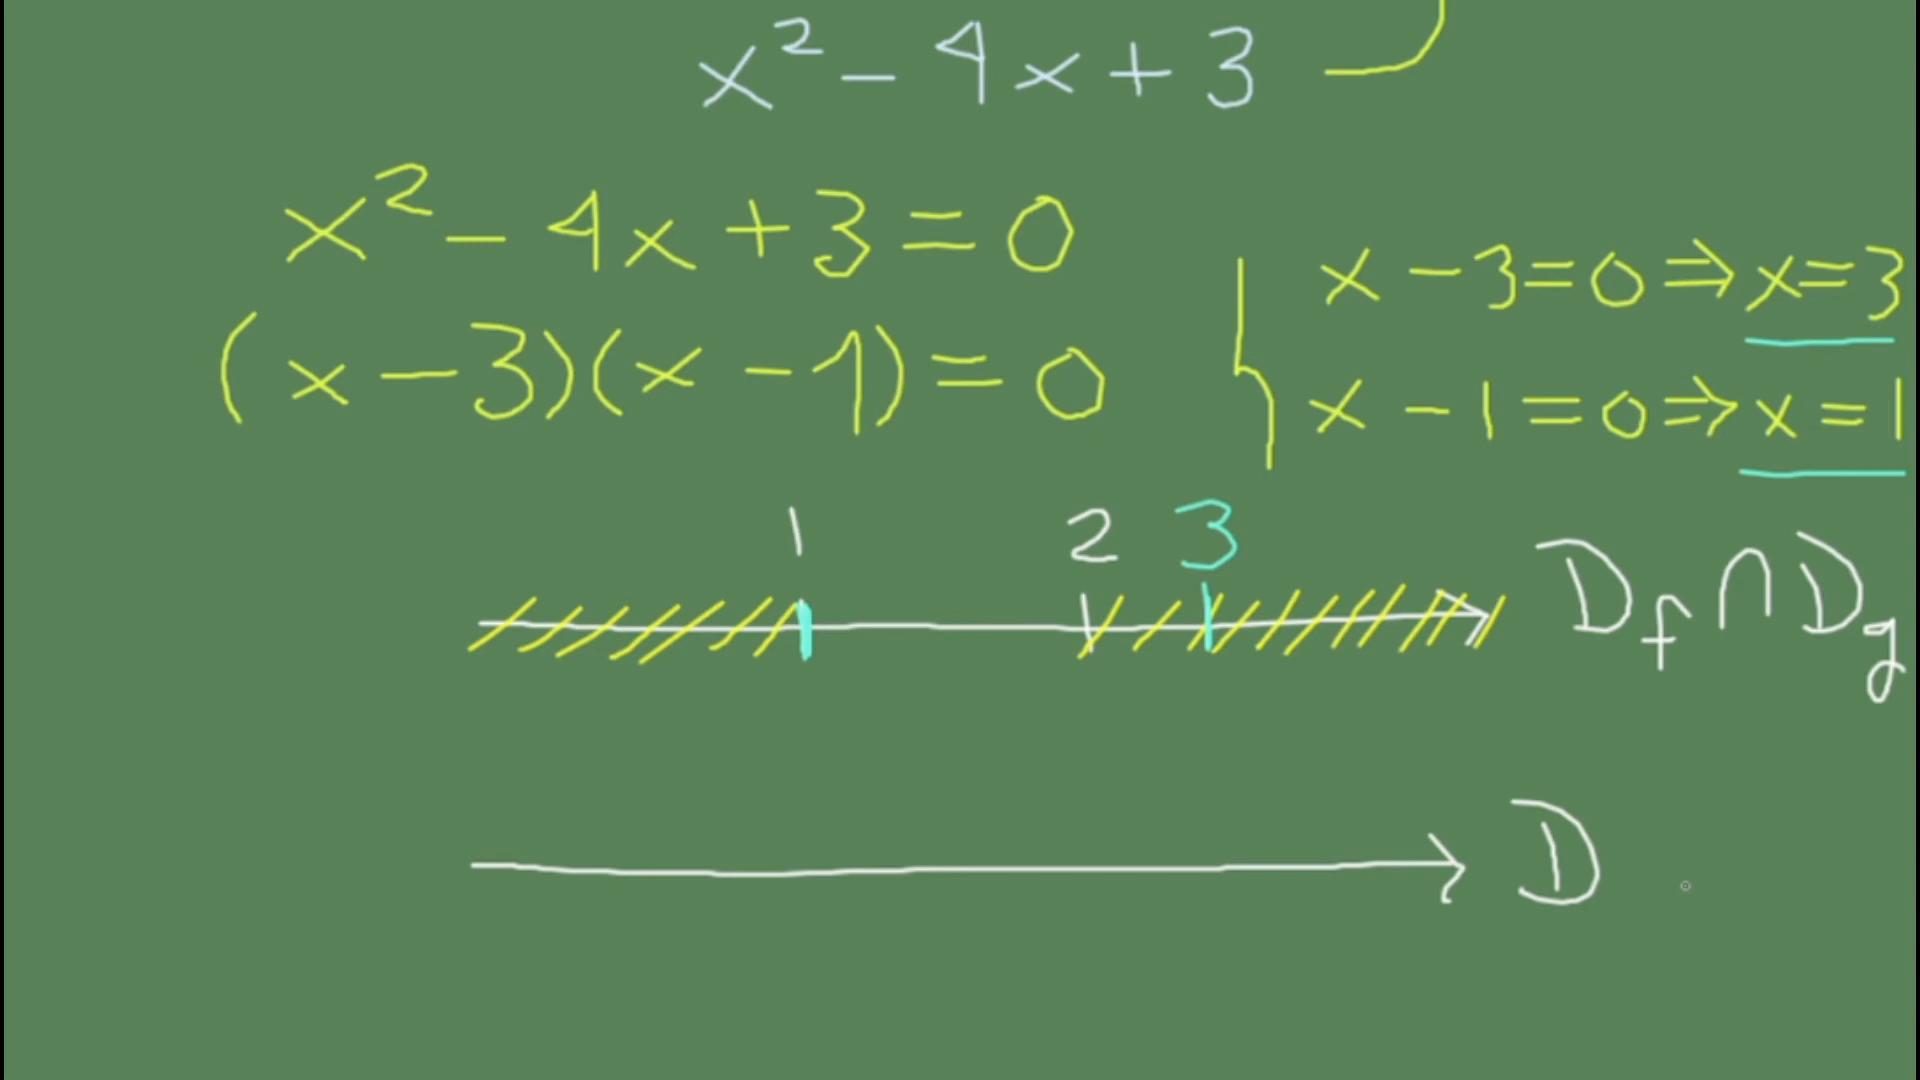 x² - 4x + 3
x² - 4x + 3 = 0
(x - 3)(x - 1) = 0
x - 3 = 0 ⇒ x = 3
x - 1 = 0 ⇒ x = 1
1 2 3
D_f ∩ D_g
D